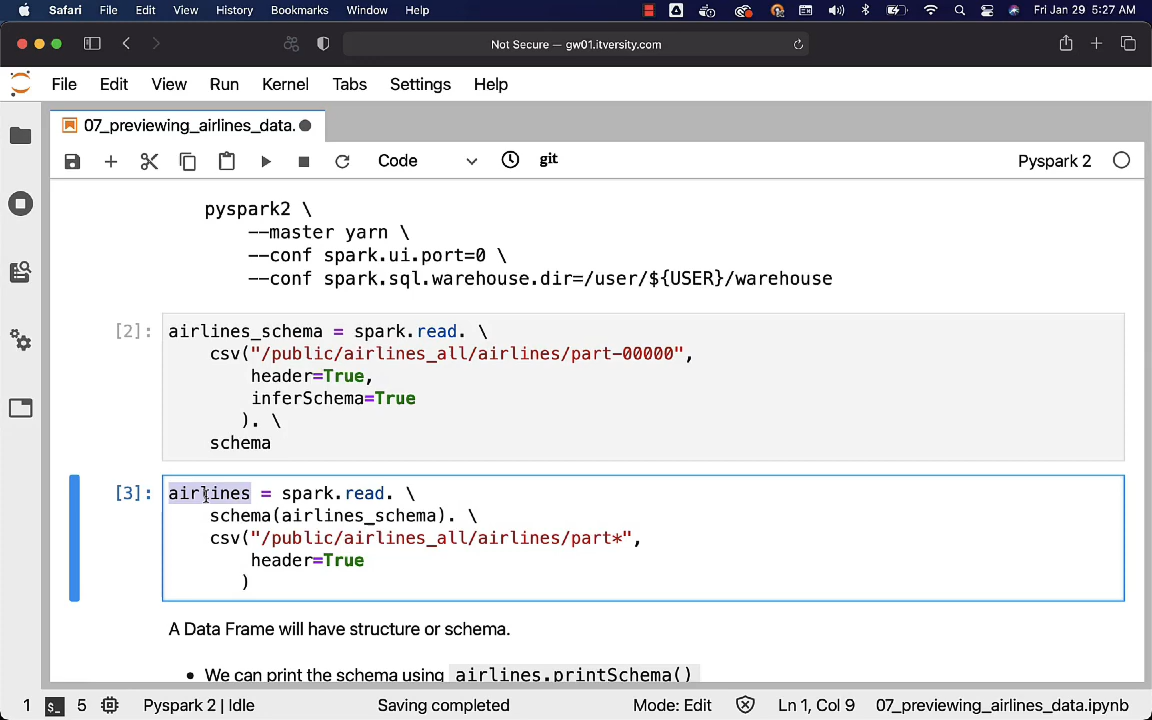 Safari File Edit View History Bookmarks Window Help Fri Jan 29 5:27 AM
Not Secure — gw01.itversity.com
File Edit View Run Kernel Tabs Settings Help
07_previewing_airlines_data.
Code git Pyspark 2
pyspark2 \
--master yarn \
--conf spark.ui.port=0 \
--conf spark.sql.warehouse.dir=/user/${USER}/warehouse
[2]: airlines_schema = spark.read. \
csv("/public/airlines_all/airlines/part-00000",
header=True,
inferSchema=True
). \
schema
[3]: airlines = spark.read. \
schema(airlines_schema). \
csv("/public/airlines_all/airlines/part*",
header=True
)
A Data Frame will have structure or schema.
• We can print the schema using airlines.printSchema()
1 $_ 5 Pyspark 2 | Idle Saving completed Mode: Edit Ln 1, Col 9 07_previewing_airlines_data.ipynb